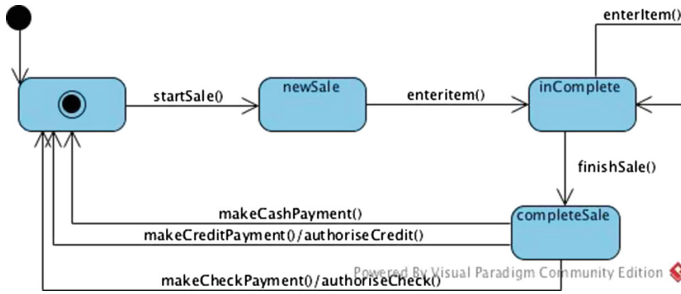 enterItem()
startSale()
newSale
enteritem()
inComplete
finishSale()
completeSale
makeCashPayment()
makeCreditPayment()/authoriseCredit()
makeCheckPayment()/authoriseCheck()
Powered By Visual Paradigm Community Edition